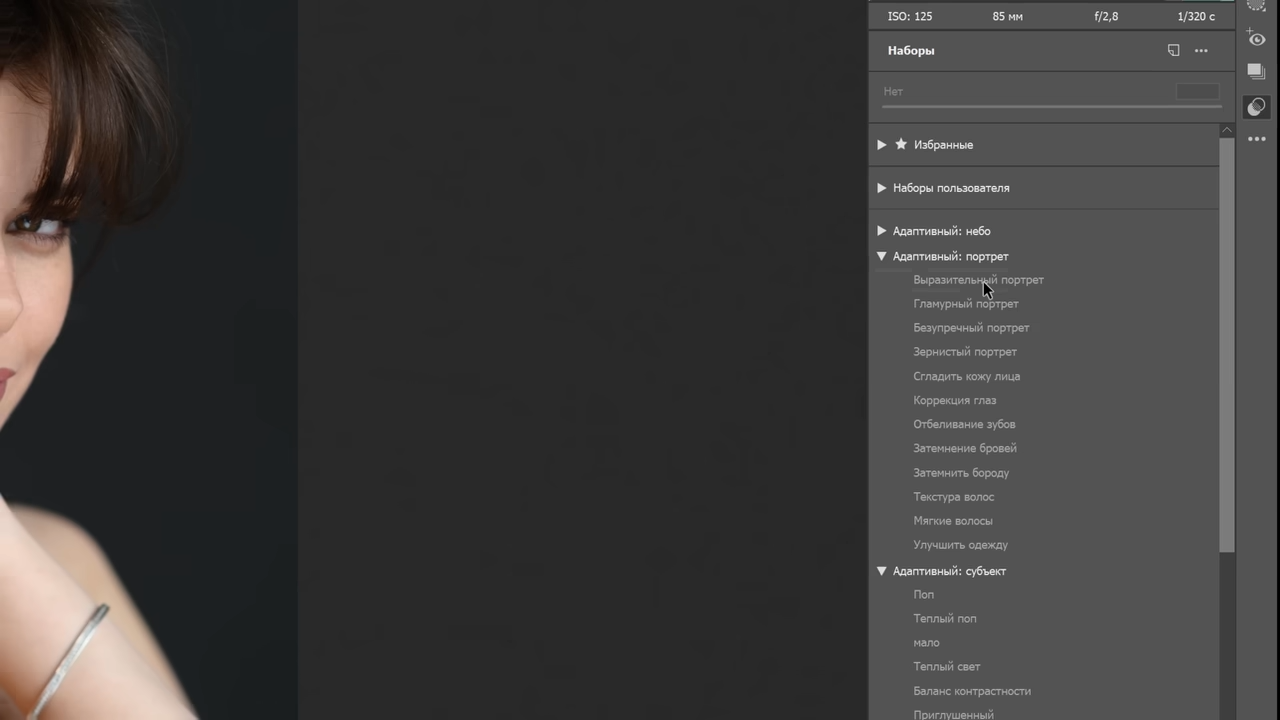 ISO: 125 85 мм f/2,8 1/320 с
Наборы
Нет
Избранные
Наборы пользователя
Адаптивный: небо
Адаптивный: портрет
Выразительный портрет
Гламурный портрет
Безупречный портрет
Зернистый портрет
Сгладить кожу лица
Коррекция глаз
Отбеливание зубов
Затемнение бровей
Затемнить бороду
Текстура волос
Мягкие волосы
Улучшить одежду
Адаптивный: субъект
Поп
Теплый поп
мало
Теплый свет
Баланс контрастности
Приглушенный